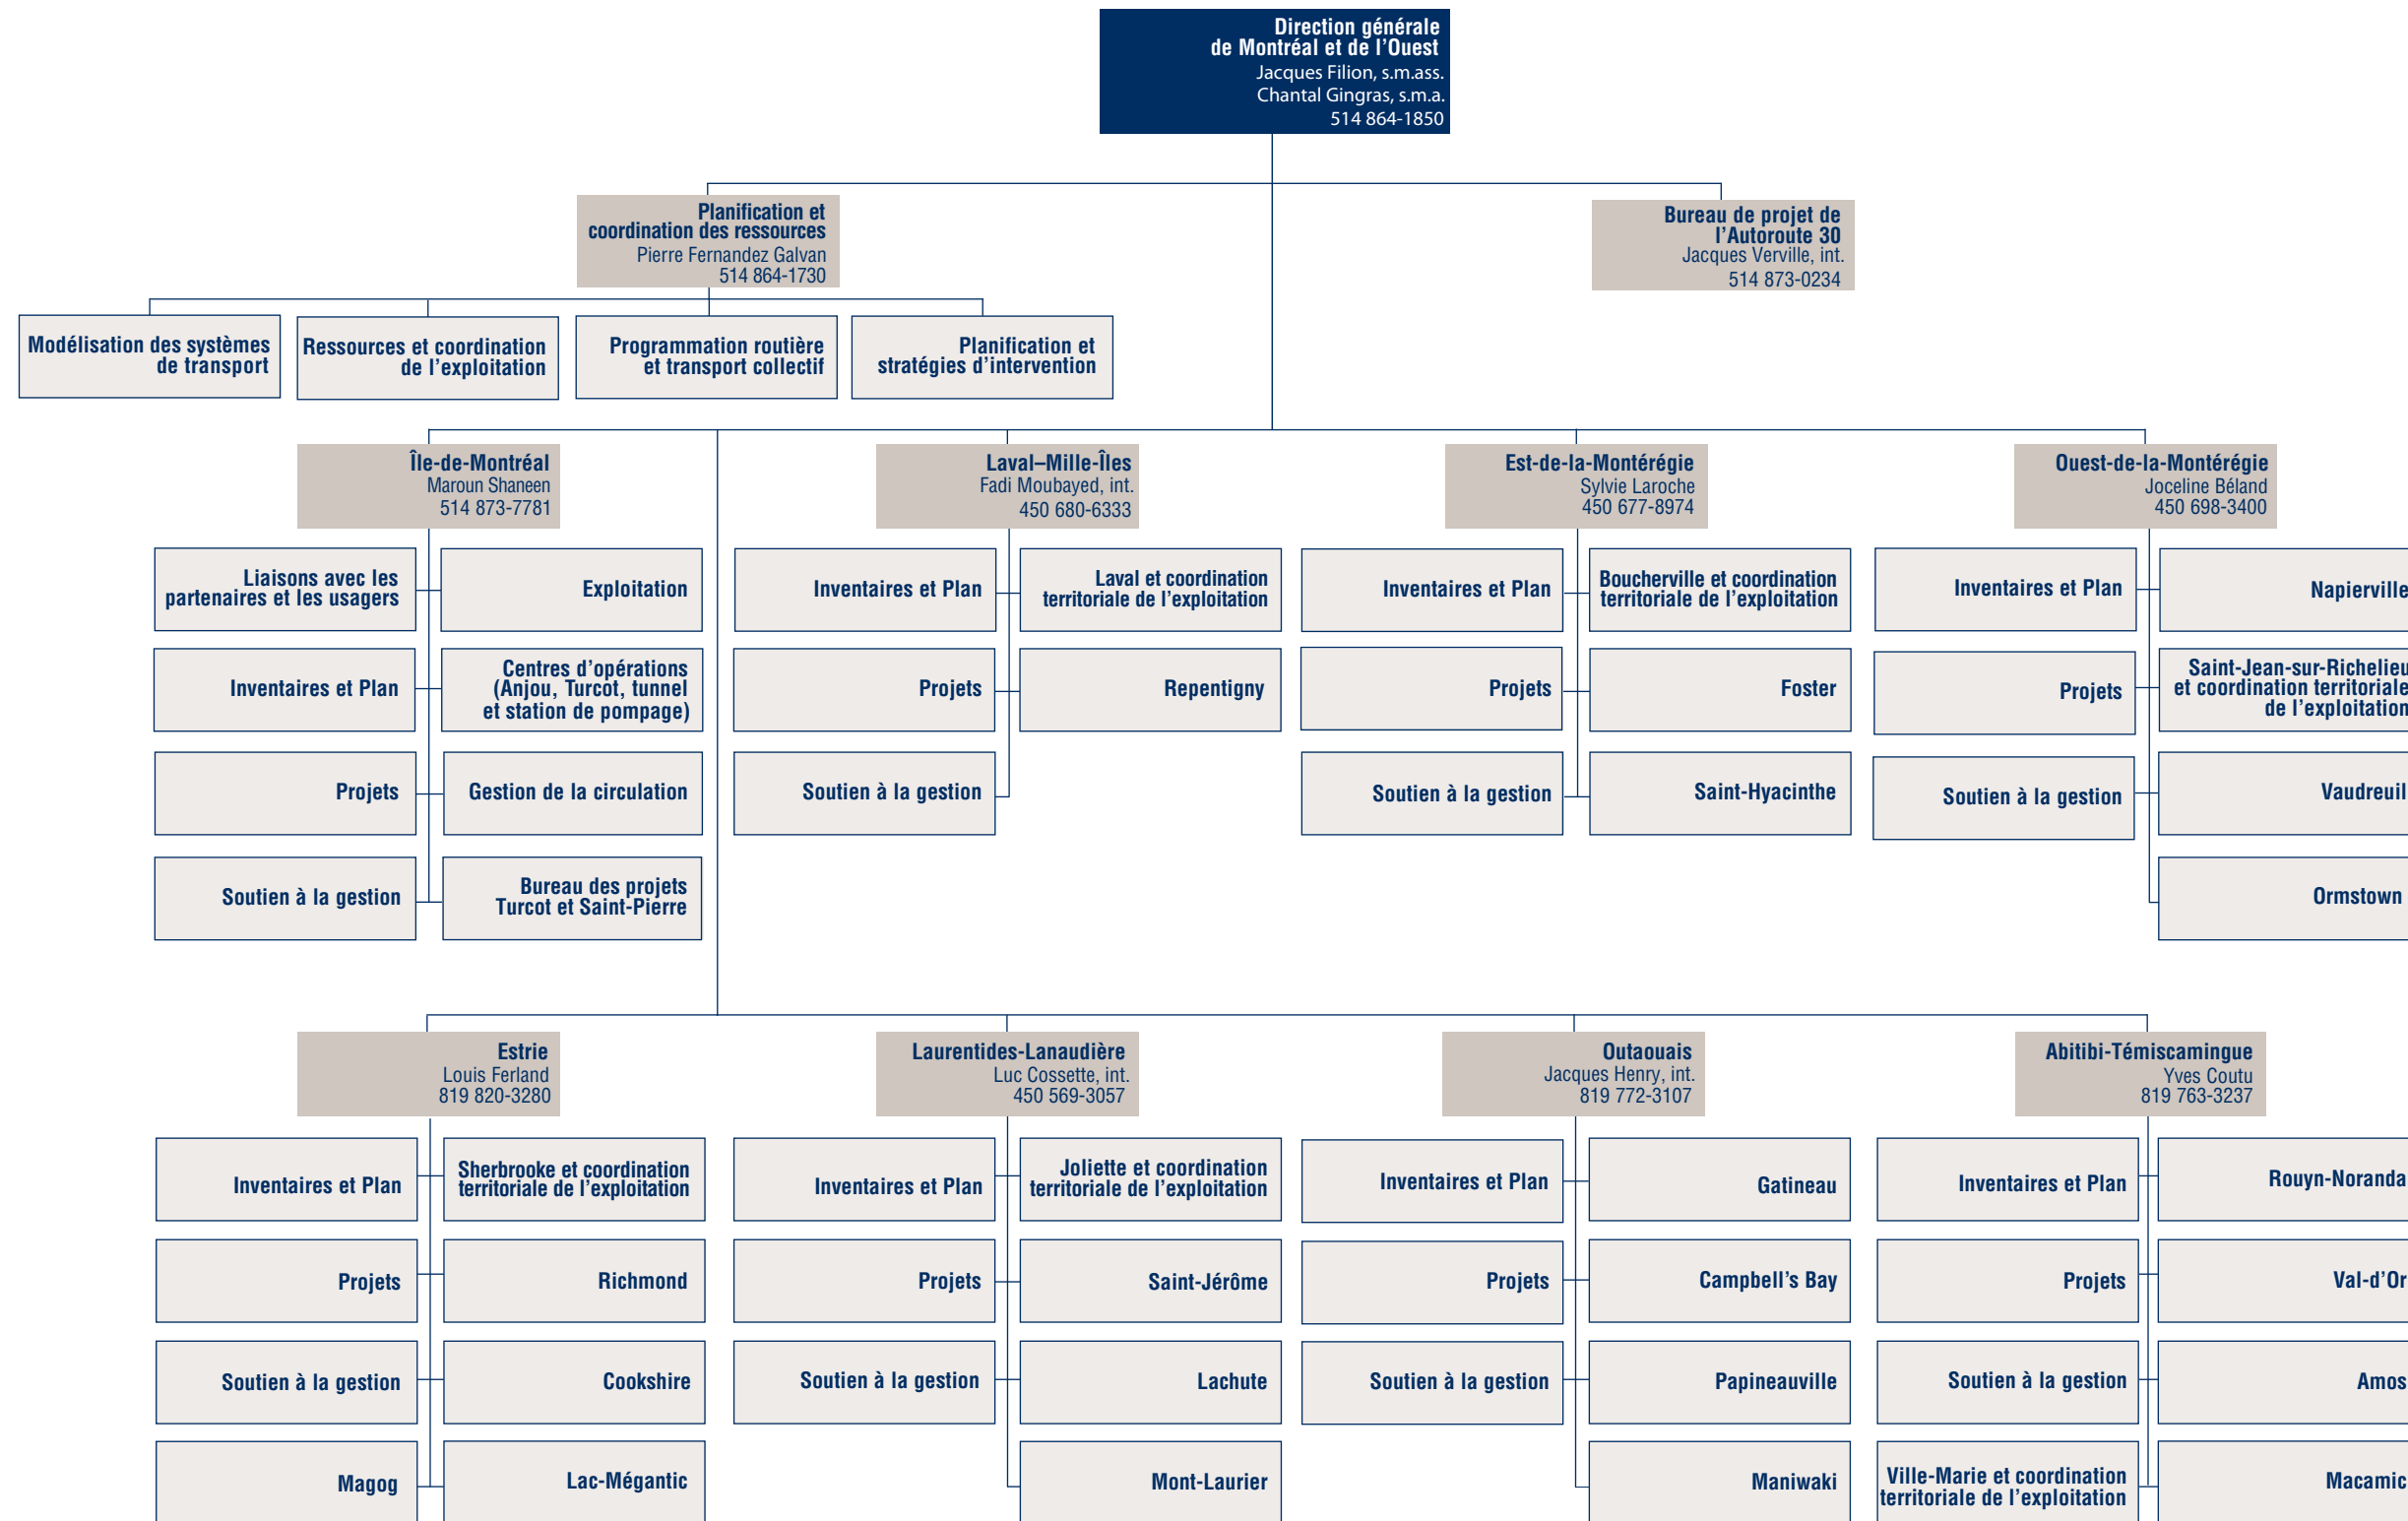 Direction générale
de Montréal et de l'Ouest
Jacques Filion, s.m.ass.
Chantal Gingras, s.m.a.
514 864-1850
Planification et
coordination des ressources
Pierre Fernandez Galvan
514 864-1730
Bureau de projet de
l'Autoroute 30
Jacques Verville, int.
514 873-0234
Modélisation des systèmes
de transport
Ressources et coordination
de l'exploitation
Programmation routière
et transport collectif
Planification et
stratégies d'intervention
Île-de-Montréal
Maroun Shaneen
514 873-7781
Laval–Mille-Îles
Fadi Moubayed, int.
450 680-6333
Est-de-la-Montérégie
Sylvie Laroche
450 677-8974
Ouest-de-la-Montérégie
Joceline Béland
450 698-3400
Liaisons avec les
partenaires et les usagers
Exploitation
Inventaires et Plan
Laval et coordination
territoriale de l'exploitation
Inventaires et Plan
Boucherville et coordination
territoriale de l'exploitation
Inventaires et Plan
Napierville
Inventaires et Plan
Centres d'opérations
(Anjou, Turcot, tunnel
et station de pompage)
Projets
Repentigny
Projets
Foster
Projets
Saint-Jean-sur-Richelieu
et coordination territoriale
de l'exploitation
Projets
Gestion de la circulation
Soutien à la gestion
Soutien à la gestion
Saint-Hyacinthe
Soutien à la gestion
Vaudreuil
Soutien à la gestion
Bureau des projets
Turcot et Saint-Pierre
Ormstown
Estrie
Louis Ferland
819 820-3280
Laurentides-Lanaudière
Luc Cossette, int.
450 569-3057
Outaouais
Jacques Henry, int.
819 772-3107
Abitibi-Témiscamingue
Yves Coutu
819 763-3237
Inventaires et Plan
Sherbrooke et coordination
territoriale de l'exploitation
Inventaires et Plan
Joliette et coordination
territoriale de l'exploitation
Inventaires et Plan
Gatineau
Inventaires et Plan
Rouyn-Noranda
Projets
Richmond
Projets
Saint-Jérôme
Projets
Campbell's Bay
Projets
Val-d'Or
Soutien à la gestion
Cookshire
Soutien à la gestion
Lachute
Soutien à la gestion
Papineauville
Soutien à la gestion
Amos
Magog
Lac-Mégantic
Mont-Laurier
Maniwaki
Ville-Marie et coordination
territoriale de l'exploitation
Macamic